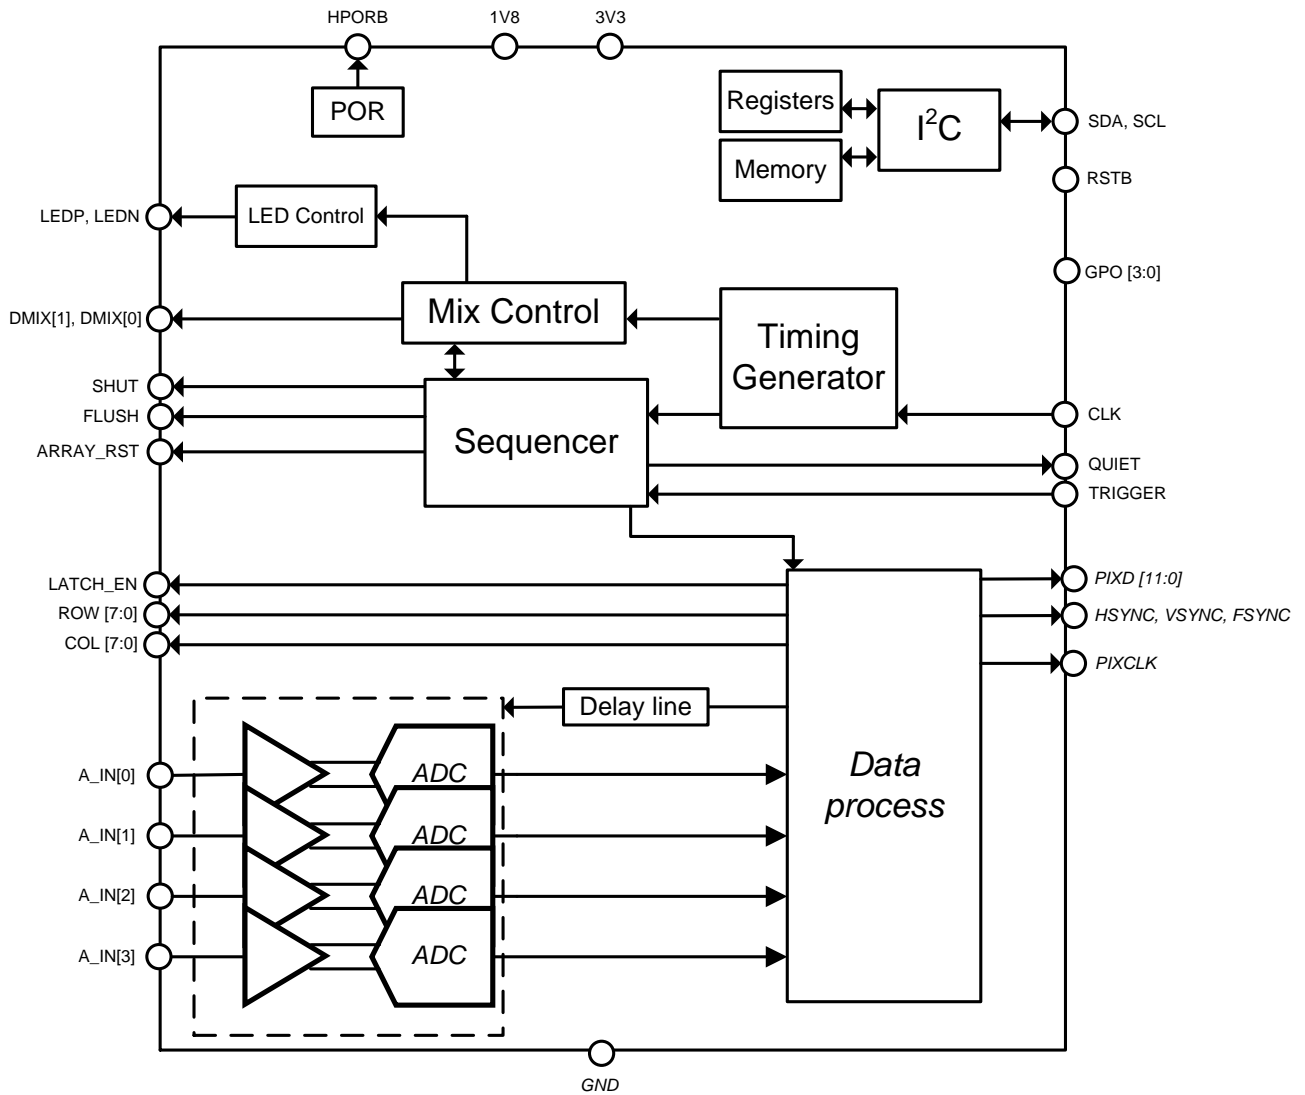 HPORB
1V8
3V3
POR
Registers
Memory
I²C
SDA, SCL
RSTB
LEDP, LEDN
LED Control
GPO [3:0]
DMIX[1], DMIX[0]
Mix Control
Timing
Generator
SHUT
FLUSH
ARRAY_RST
Sequencer
CLK
QUIET
TRIGGER
LATCH_EN
ROW [7:0]
COL [7:0]
PIXD [11:0]
HSYNC, VSYNC, FSYNC
PIXCLK
Delay line
Data
process
A_IN[0]
ADC
A_IN[1]
ADC
A_IN[2]
ADC
A_IN[3]
ADC
GND